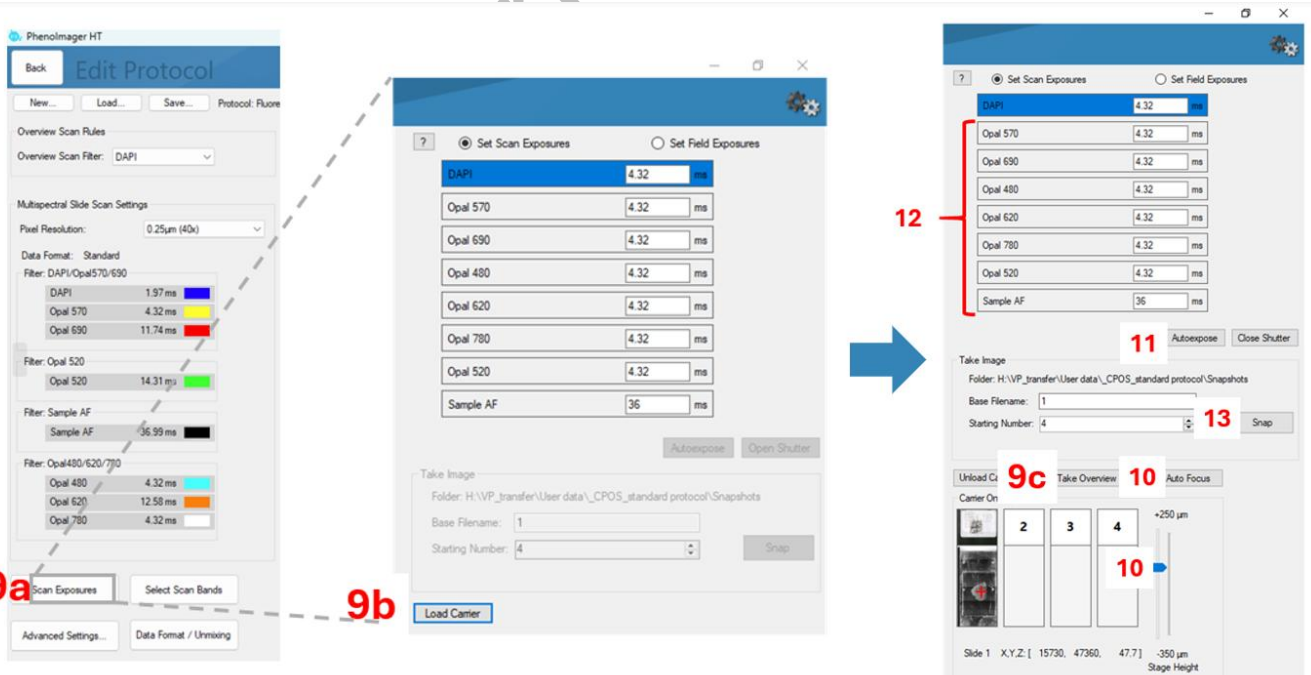 PhenoImager HT
Back Edit Protocol
New... Load... Save... Protocol: Fluore
Overview Scan Rules
Overview Scan Filter: DAPI
Multispectral Slide Scan Settings
Pixel Resolution: 0.25µm (40x)
Data Format: Standard
Filter: DAPI/Opal570/690
DAPI 1.97 ms
Opal 570 4.32 ms
Opal 690 11.74 ms
Filter: Opal 520
Opal 520 14.31 ms
Filter: Sample AF
Sample AF 36.99 ms
Filter: Opal480/620/780
Opal 480 4.32 ms
Opal 620 12.58 ms
Opal 780 4.32 ms
9a
Scan Exposures Select Scan Bands
Advanced Settings... Data Format / Unmixing
? Set Scan Exposures Set Field Exposures
DAPI 4.32 ms
Opal 570 4.32 ms
Opal 690 4.32 ms
Opal 480 4.32 ms
Opal 620 4.32 ms
Opal 780 4.32 ms
Opal 520 4.32 ms
Sample AF 36 ms
Autoexpose Open Shutter
Take Image
Folder: H:\VP_transfer\User data\_CPOS_standard protocol\Snapshots
Base Filename: 1
Starting Number: 4 Snap
9b
Load Carrier
? Set Scan Exposures Set Field Exposures
DAPI 4.32 ms
Opal 570 4.32 ms
Opal 690 4.32 ms
Opal 480 4.32 ms
12
Opal 620 4.32 ms
Opal 780 4.32 ms
Opal 520 4.32 ms
Sample AF 36 ms
11 Autoexpose Close Shutter
Take Image
Folder: H:\VP_transfer\User data\_CPOS_standard protocol\Snapshots
Base Filename: 1
Starting Number: 4 13 Snap
Unload Ca 9c Take Overview 10 Auto Focus
Carrier On
+250 µm
2 3 4
10
Slide 1 X,Y,Z: [ 15730, 47360, 47.7 ] -350 µm
Stage Height